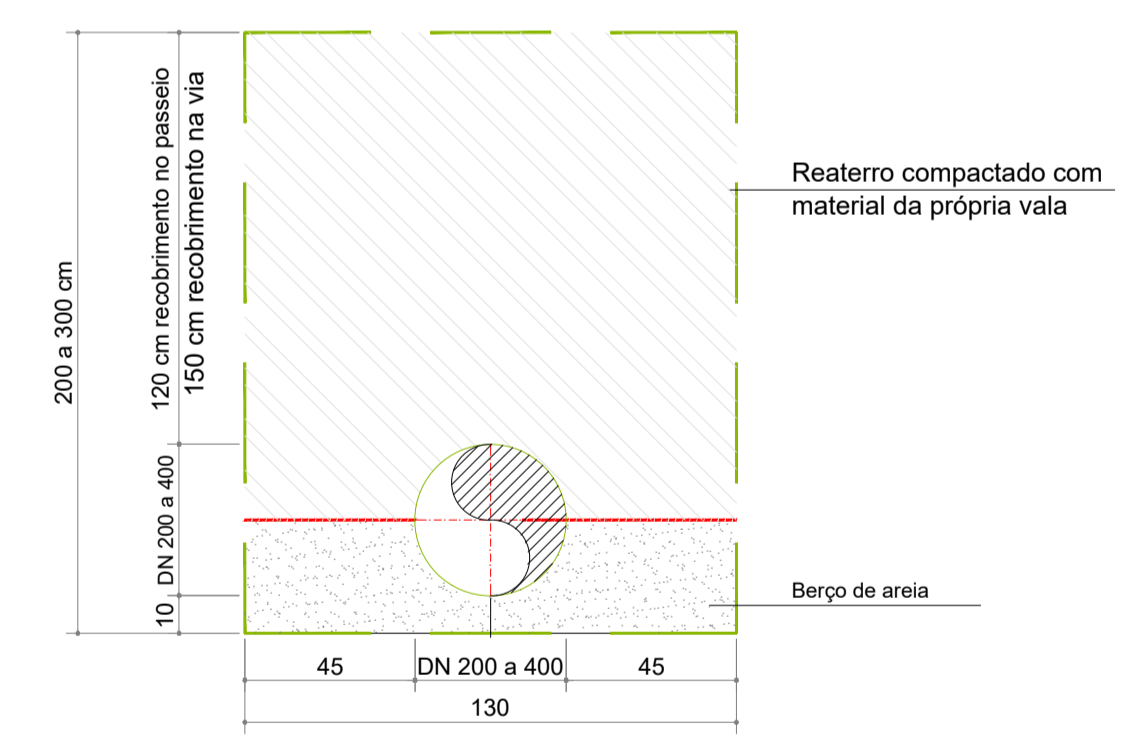 200 a 300 cm
120 cm recobrimento no passeio
150 cm recobrimento na via
DN 200 a 400
10
Reaterro compactado com
material da própria vala
Berço de areia
45
DN 200 a 400
45
130